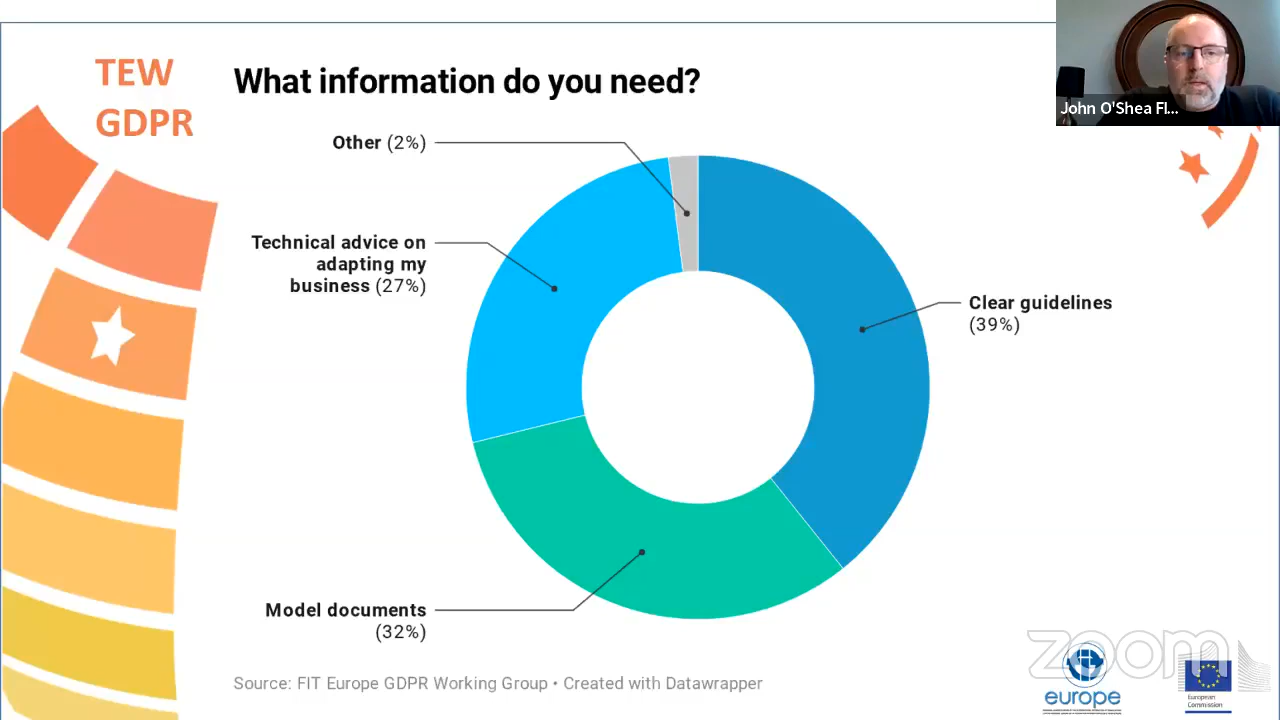 TEW
GDPR
What information do you need?
John O'Shea Fl...
Other (2%)
Technical advice on
adapting my
business (27%)
Clear guidelines
(39%)
Model documents
(32%)
Source: FIT Europe GDPR Working Group • Created with Datawrapper
zoom
europe
European
Commission